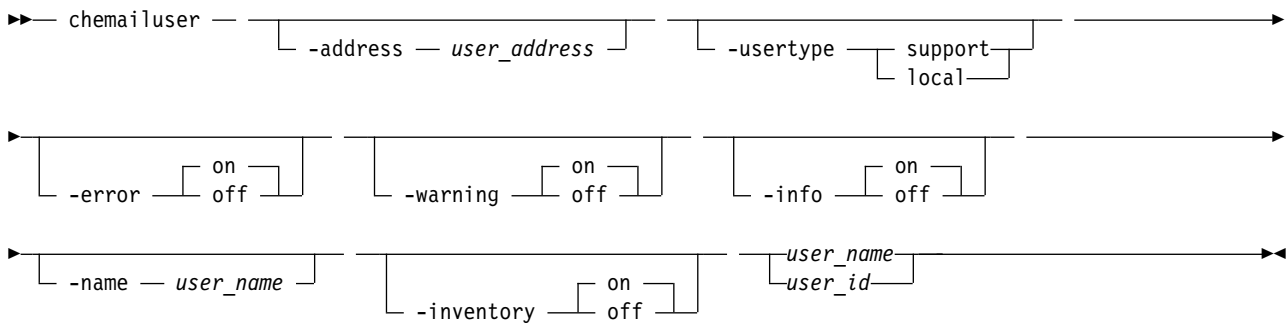 chemailuser
-address user_address
-usertype support
local
-error on
off
-warning on
off
-info on
off
-name user_name
-inventory on
off
user_name
user_id